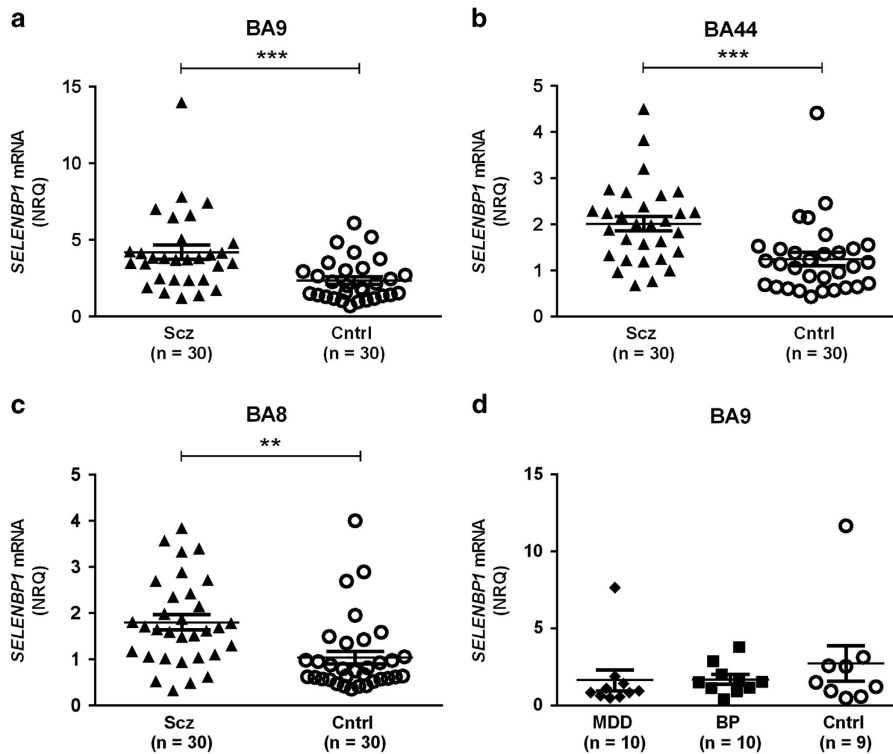 a
BA9
***
SELENBP1 mRNA
(NRQ)
15
10
5
0
Scz
(n = 30)
Cntrl
(n = 30)
b
BA44
***
SELENBP1 mRNA
(NRQ)
5
4
3
2
1
0
Scz
(n = 30)
Cntrl
(n = 30)
c
BA8
**
SELENBP1 mRNA
(NRQ)
5
4
3
2
1
0
Scz
(n = 30)
Cntrl
(n = 30)
d
BA9
SELENBP1 mRNA
(NRQ)
15
10
5
0
MDD
(n = 10)
BP
(n = 10)
Cntrl
(n = 9)